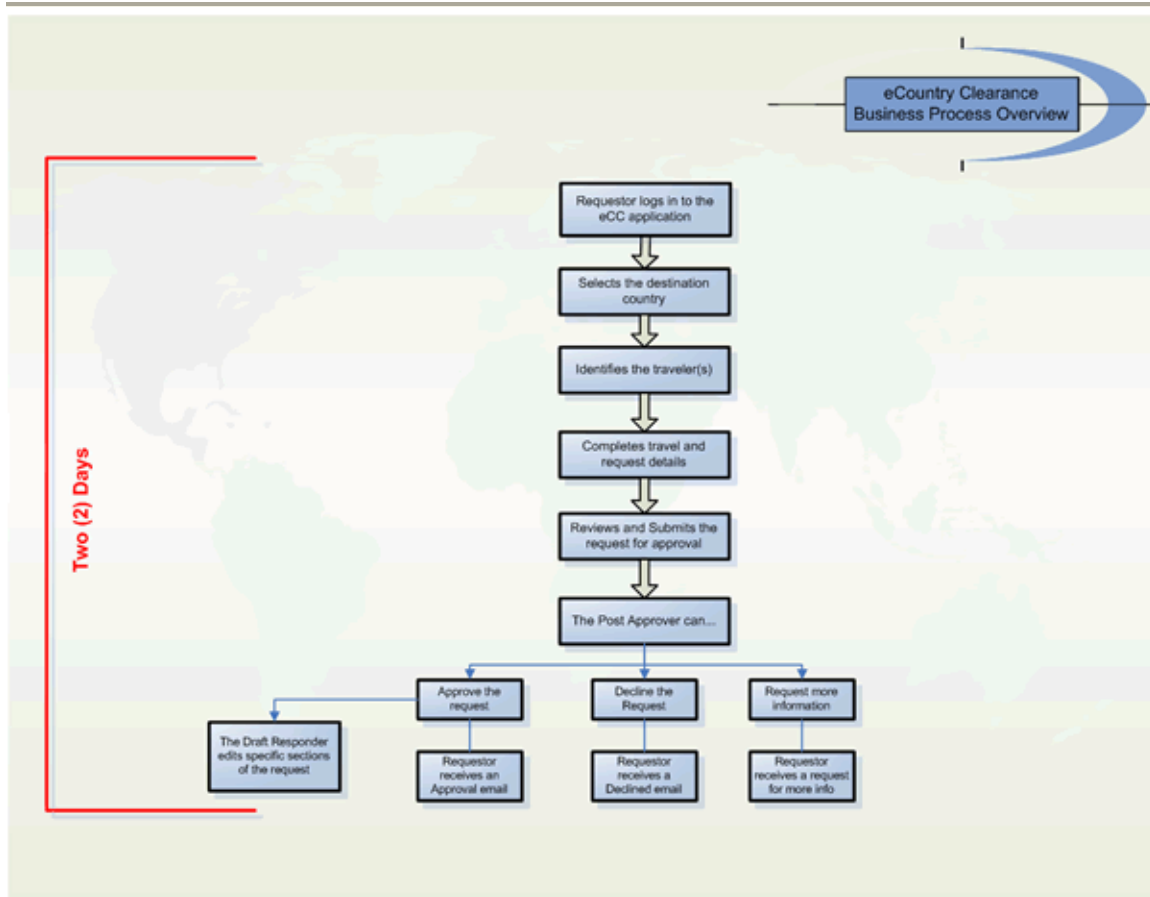 eCountry Clearance
Business Process Overview
Requestor logs in to the
eCC application
Selects the destination
country
Identifies the traveler(s)
Completes travel and
request details
Reviews and Submits the
request for approval
The Post Approver can...
Two (2) Days
Approve the
request
Decline the
Request
Request more
information
The Draft Responder
edits specific sections
of the request
Requestor
receives an
Approval email
Requestor
receives a
Declined email
Requestor
receives a request
for more info